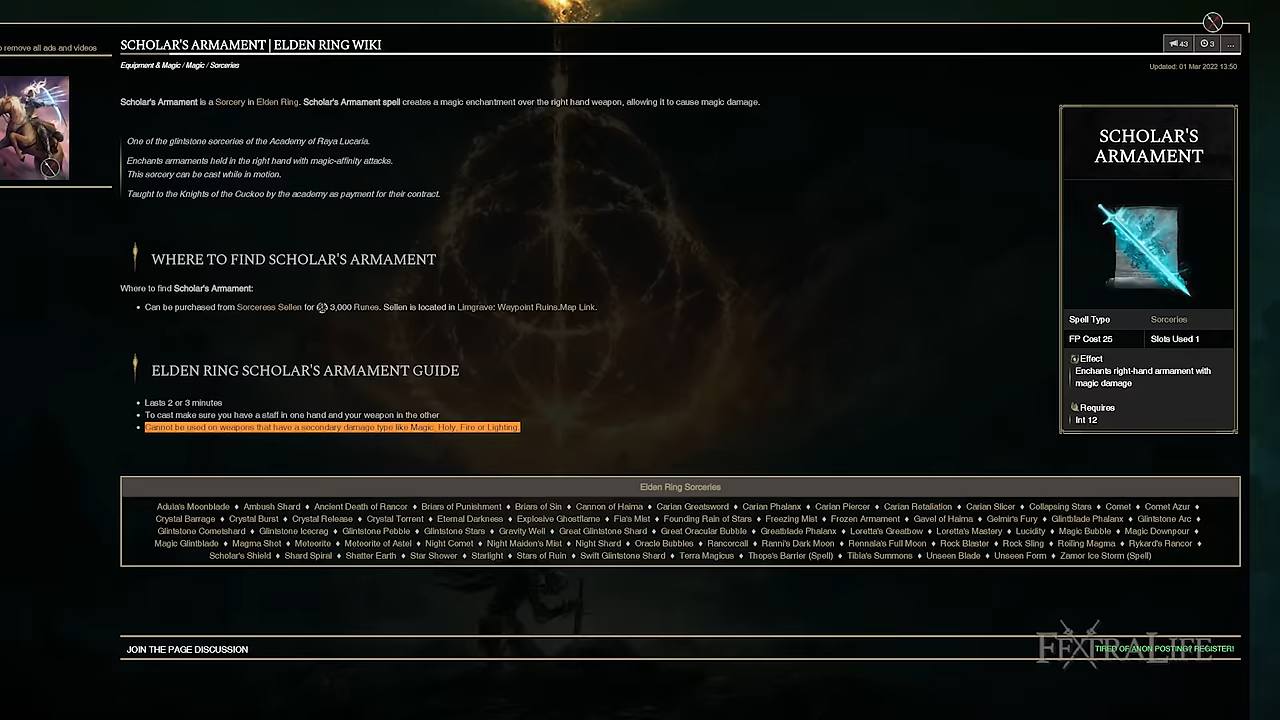 o remove all ads and videos
SCHOLAR'S ARMAMENT | ELDEN RING WIKI
43
3
...
Equipment & Magic / Magic / Sorceries
Updated: 01 Mar 2022 13:50
Scholar's Armament is a Sorcery in Elden Ring. Scholar's Armament spell creates a magic enchantment over the right hand weapon, allowing it to cause magic damage.
One of the glintstone sorceries of the Academy of Raya Lucaria.
Enchants armaments held in the right hand with magic-affinity attacks.
This sorcery can be cast while in motion.
Taught to the Knights of the Cuckoo by the academy as payment for their contract.
WHERE TO FIND SCHOLAR'S ARMAMENT
Where to find Scholar's Armament:
• Can be purchased from Sorceress Sellen for 3,000 Runes. Sellen is located in Limgrave: Waypoint Ruins.Map Link.
ELDEN RING SCHOLAR'S ARMAMENT GUIDE
• Lasts 2 or 3 minutes
• To cast make sure you have a staff in one hand and your weapon in the other
• Cannot be used on weapons that have a secondary damage type like Magic, Holy, Fire or Lighting.
SCHOLAR'S
ARMAMENT
Spell Type Sorceries
FP Cost 25 Slots Used 1
Effect
Enchants right-hand armament with
magic damage
Requires
Int 12
Elden Ring Sorceries
Adula's Moonblade ♦ Ambush Shard ♦ Ancient Death of Rancor ♦ Briars of Punishment ♦ Briars of Sin ♦ Cannon of Haima ♦ Carian Greatsword ♦ Carian Phalanx ♦ Carian Piercer ♦ Carian Retaliation ♦ Carian Slicer ♦ Collapsing Stars ♦ Comet ♦ Comet Azur ♦
Crystal Barrage ♦ Crystal Burst ♦ Crystal Release ♦ Crystal Torrent ♦ Eternal Darkness ♦ Explosive Ghostflame ♦ Fia's Mist ♦ Founding Rain of Stars ♦ Freezing Mist ♦ Frozen Armament ♦ Gavel of Haima ♦ Gelmir's Fury ♦ Glintblade Phalanx ♦ Glintstone Arc ♦
Glintstone Cometshard ♦ Glintstone Icecrag ♦ Glintstone Pebble ♦ Glintstone Stars ♦ Gravity Well ♦ Great Glintstone Shard ♦ Great Oracular Bubble ♦ Greatblade Phalanx ♦ Loretta's Greatbow ♦ Loretta's Mastery ♦ Lucidity ♦ Magic Bubble ♦ Magic Downpour ♦
Magic Glintblade ♦ Magma Shot ♦ Meteorite ♦ Meteorite of Astel ♦ Night Comet ♦ Night Maiden's Mist ♦ Night Shard ♦ Oracle Bubbles ♦ Rancorcall ♦ Ranni's Dark Moon ♦ Rennala's Full Moon ♦ Rock Blaster ♦ Rock Sling ♦ Roiling Magma ♦ Rykard's Rancor ♦
Scholar's Shield ♦ Shard Spiral ♦ Shatter Earth ♦ Star Shower ♦ Starlight ♦ Stars of Ruin ♦ Swift Glintstone Shard ♦ Terra Magicus ♦ Thops's Barrier (Spell) ♦ Tibia's Summons ♦ Unseen Blade ♦ Unseen Form ♦ Zamor Ice Storm (Spell)
JOIN THE PAGE DISCUSSION
TIRED OF ANON POSTING? REGISTER!
FEXTRALIFE